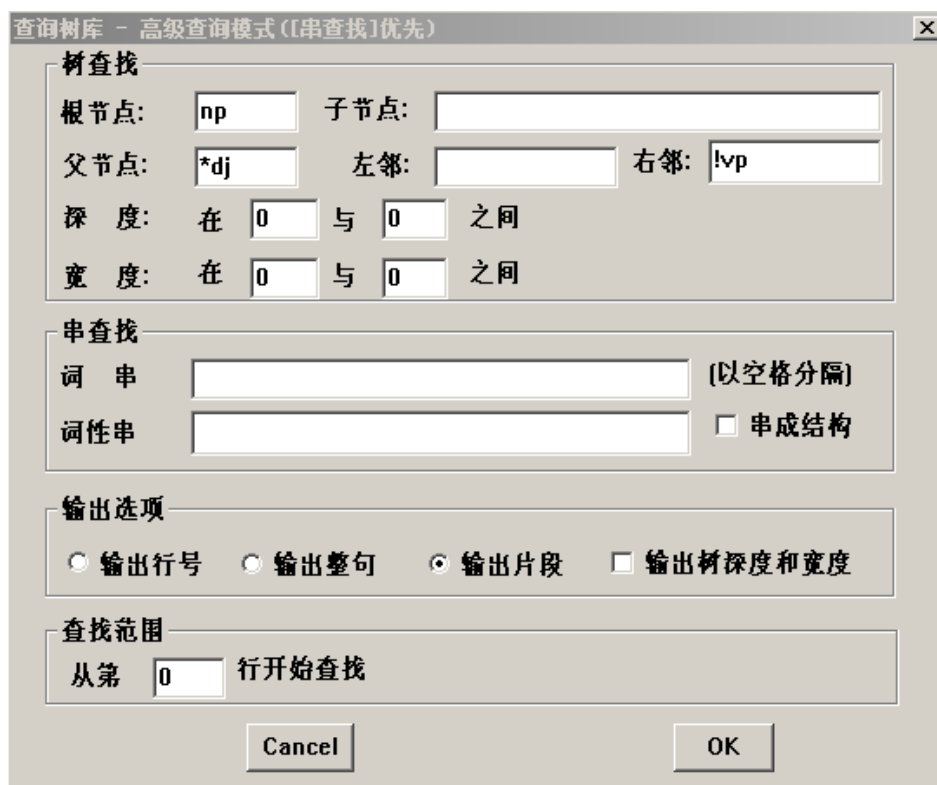 查询树库 - 高级查询模式([串查找]优先)
树查找
根节点: np 子节点:
父节点: *dj 左邻: 右邻: !vp
深 度: 在 0 与 0 之间
宽 度: 在 0 与 0 之间
串查找
词 串 (以空格分隔)
词性串 串成结构
输出选项
输出行号 输出整句 输出片段 输出树深度和宽度
查找范围
从第 0 行开始查找
Cancel OK